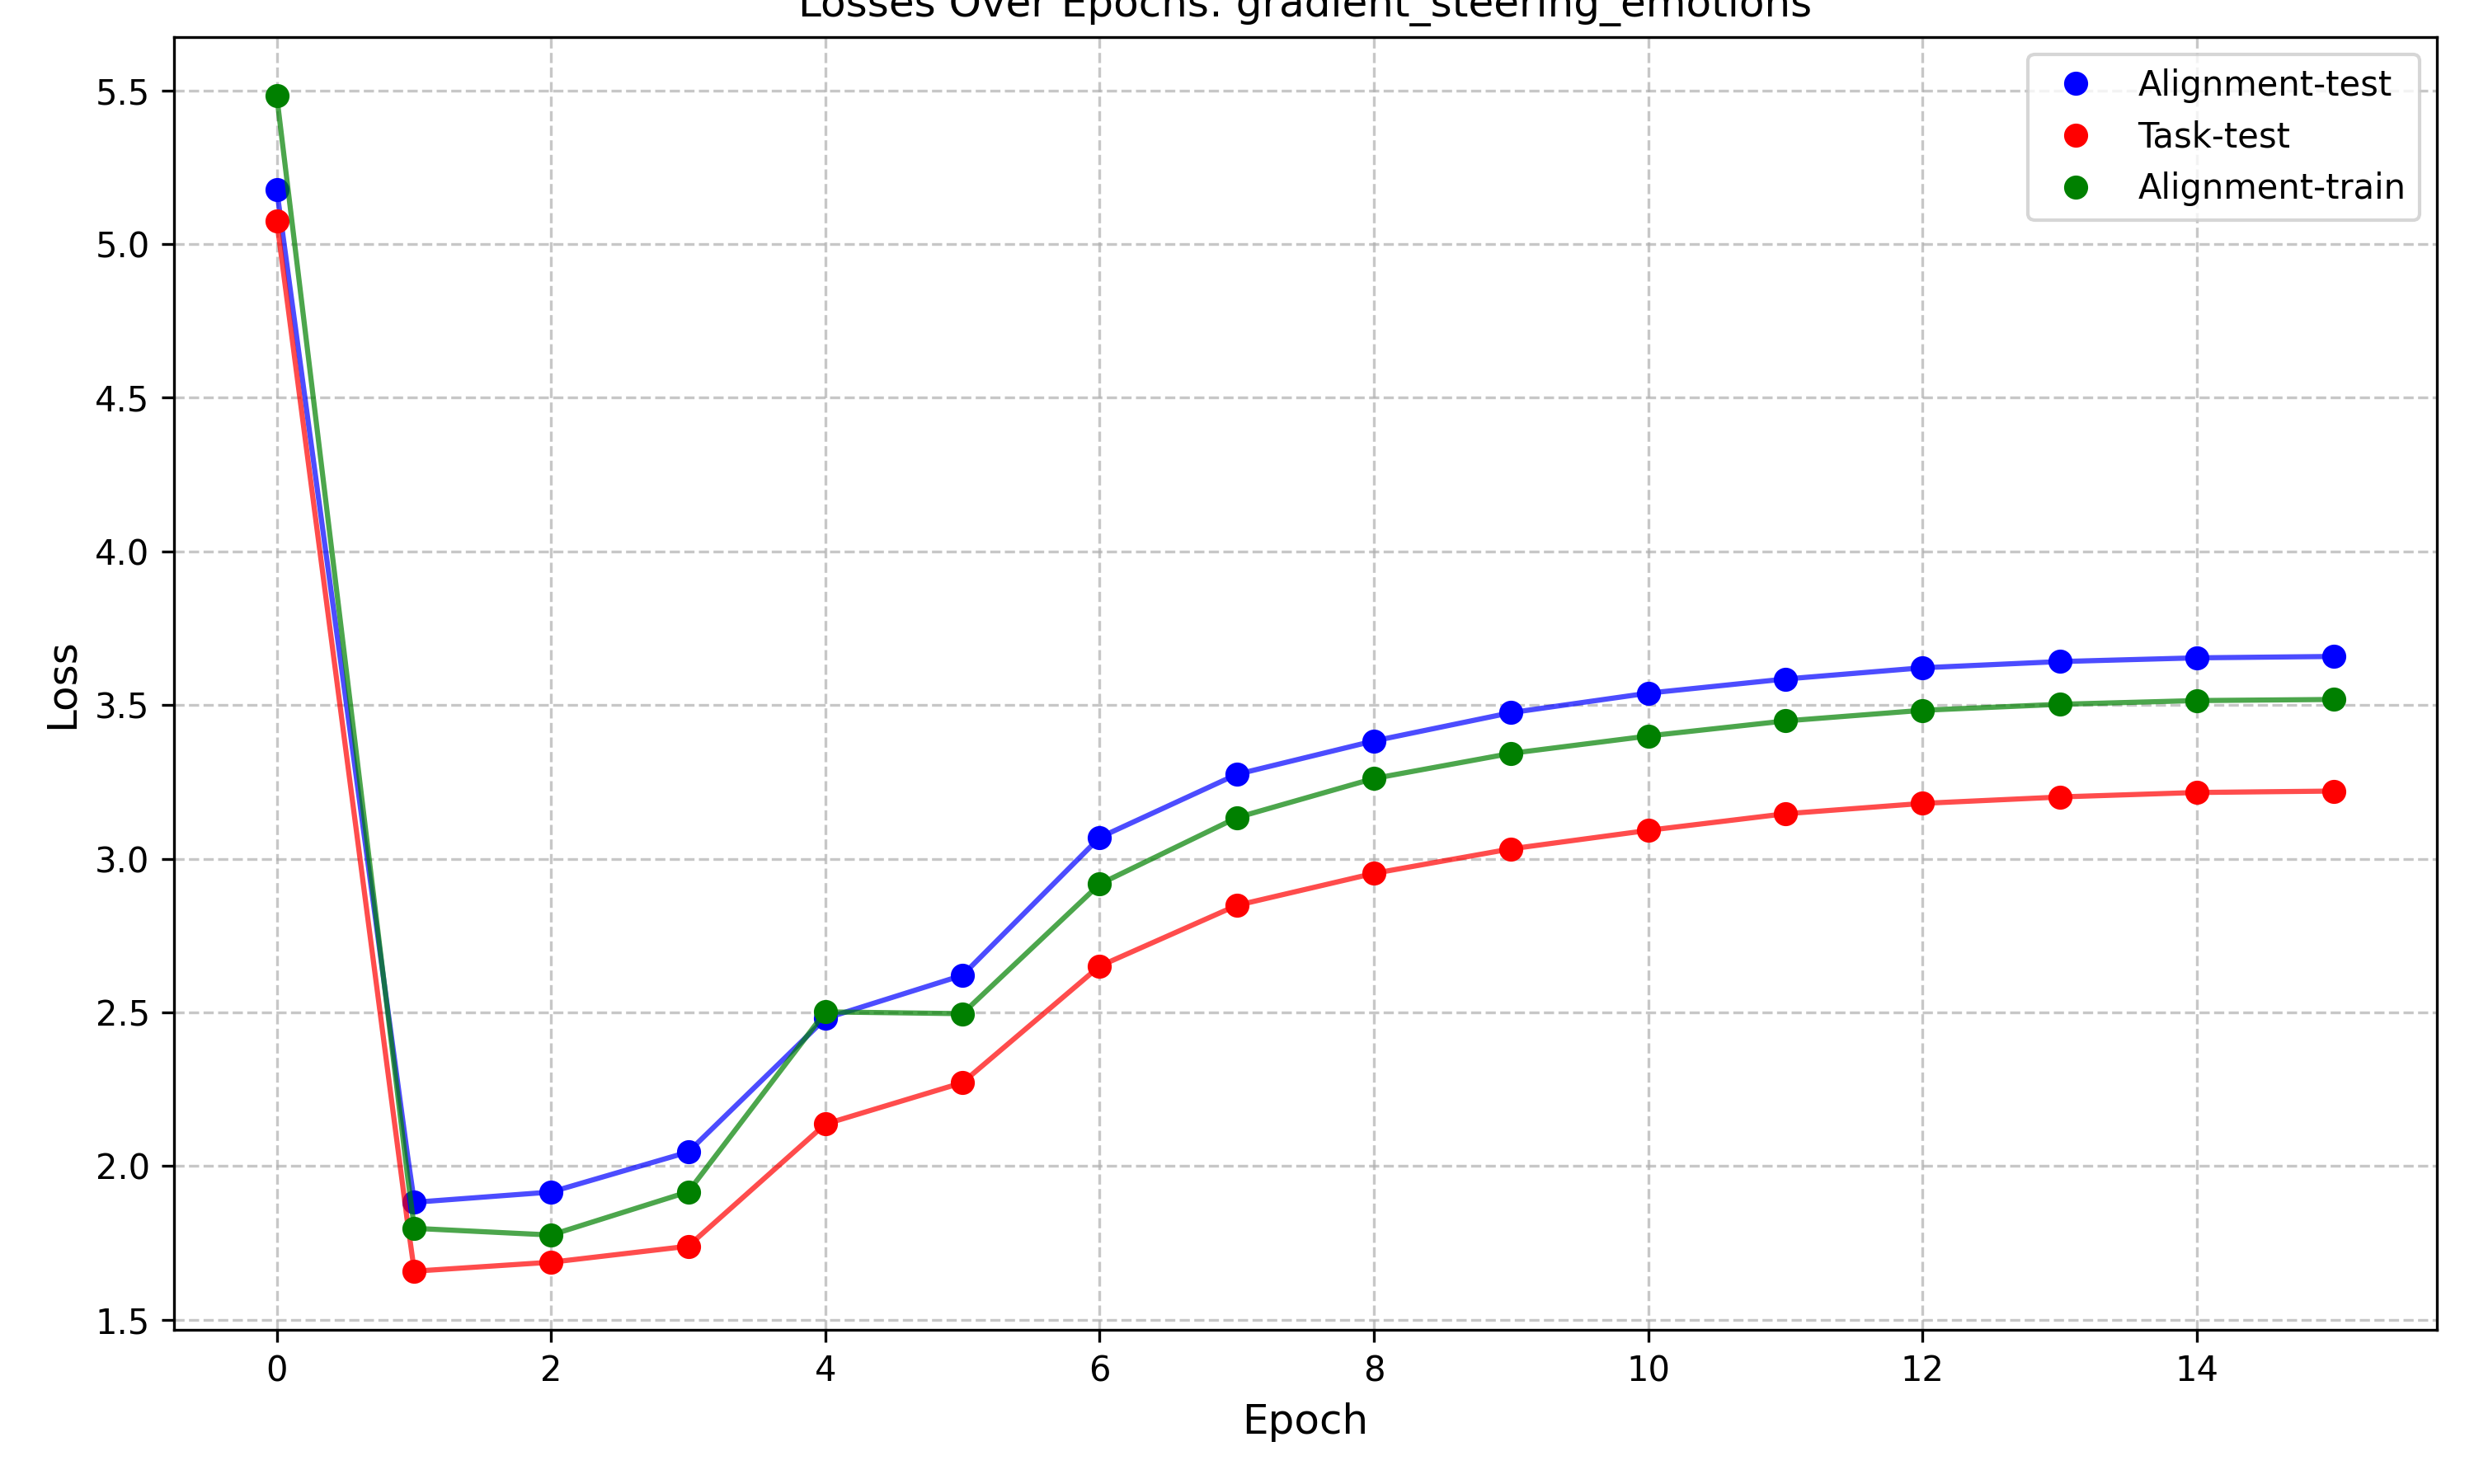 Losses Over Epochs: gradient_steering_emotions
5.5
5.0
4.5
4.0
3.5
3.0
2.5
2.0
1.5
Loss
Alignment-test
Task-test
Alignment-train
0 2 4 6 8 10 12 14
Epoch